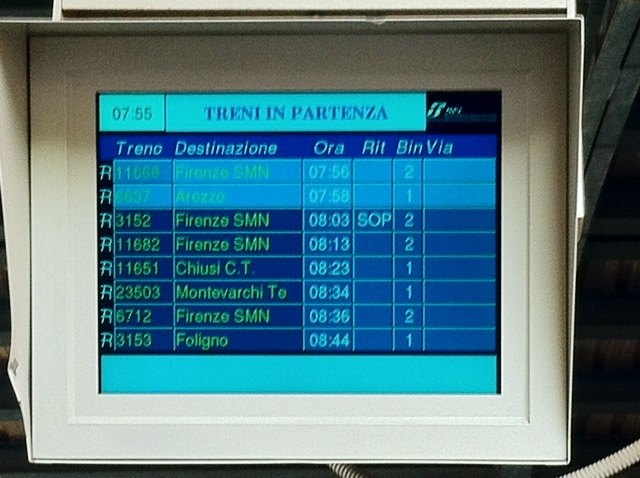 07:55 TRENI IN PARTENZA
Treno Destinazione Ora Rit Bin Via
R 11668 Firenze SMN 07:56 2
R 6637 Arezzo 07:58 1
R 3152 Firenze SMN 08:03 SOP 2
R 11682 Firenze SMN 08:13 2
R 11651 Chiusi C.T. 08:23 1
R 23503 Montevarchi Te 08:34 1
R 6712 Firenze SMN 08:36 2
R 3153 Foligno 08:44 1